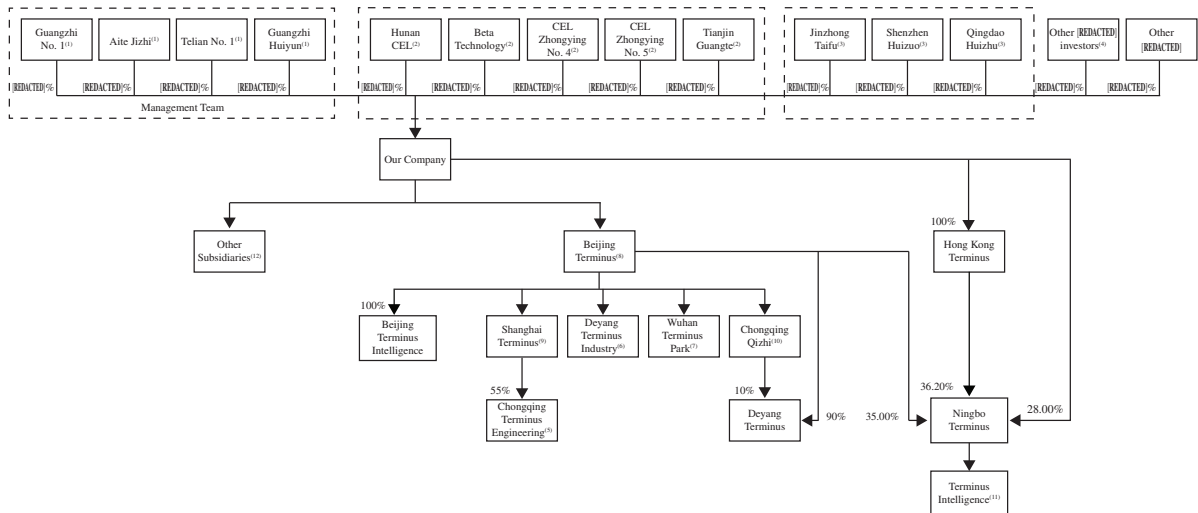 Guangzhi
No. 1(1)
Aite Jizhi(1)
Telian No. 1(1)
Guangzhi
Huiyun(1)
Hunan
CEL(2)
Beta
Technology(2)
CEL
Zhongying
No. 4(2)
CEL
Zhongying
No. 5(2)
Tianjin
Guangte(2)
Jinzhong
Taifu(3)
Shenzhen
Huizuo(3)
Qingdao
Huizhu(3)
Other [REDACTED]
investors(4)
Other
[REDACTED]
[REDACTED]%
[REDACTED]%
[REDACTED]%
[REDACTED]%
[REDACTED]%
[REDACTED]%
[REDACTED]%
[REDACTED]%
[REDACTED]%
[REDACTED]%
[REDACTED]%
[REDACTED]%
[REDACTED]%
[REDACTED]%
Management Team
Our Company
100%
Other
Subsidiaries(12)
Beijing
Terminus(8)
Hong Kong
Terminus
100%
Beijing
Terminus
Intelligence
Shanghai
Terminus(9)
Deyang
Terminus
Industry(6)
Wuhan
Terminus
Park(7)
Chongqing
Qizhi(10)
55%
10%
36.20%
Chongqing
Terminus
Engineering(5)
Deyang
Terminus
90%
35.00%
Ningbo
Terminus
28.00%
Terminus
Intelligence(11)